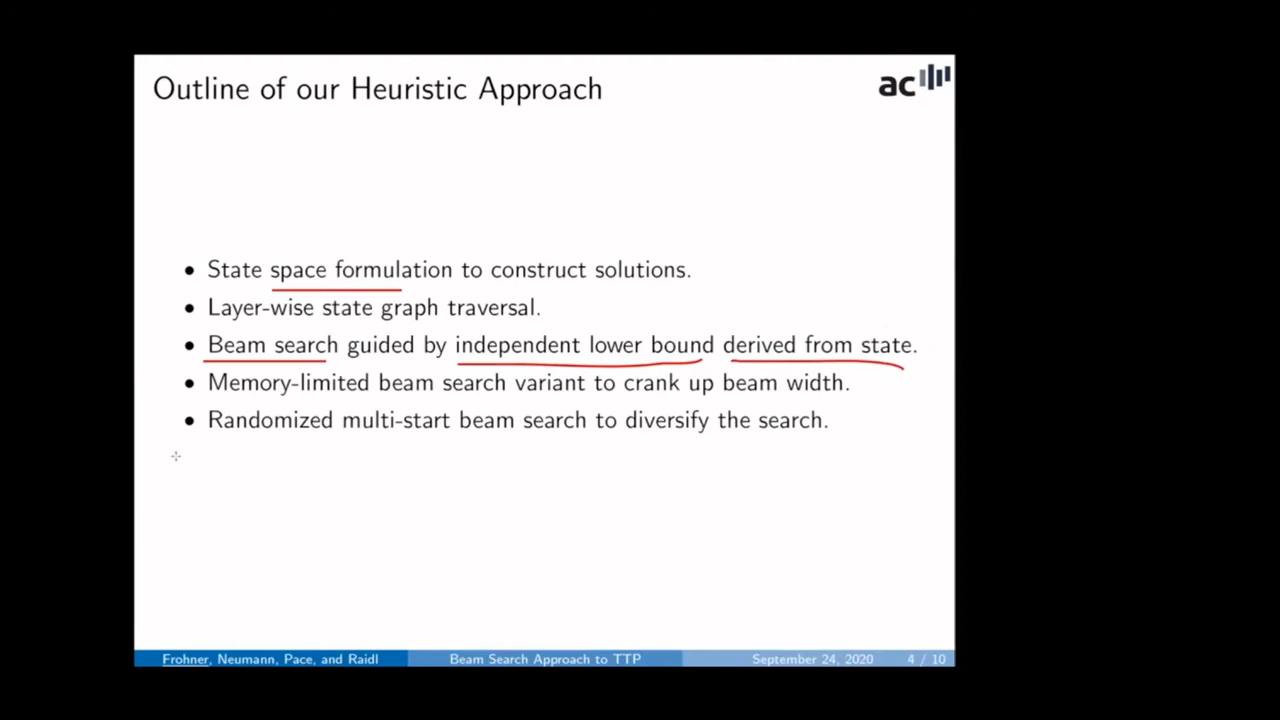 Outline of our Heuristic Approach
ac
• State space formulation to construct solutions.
• Layer-wise state graph traversal.
• Beam search guided by independent lower bound derived from state.
• Memory-limited beam search variant to crank up beam width.
• Randomized multi-start beam search to diversify the search.
Frohner, Neumann, Pace, and Raidl Beam Search Approach to TTP September 24, 2020 4 / 10